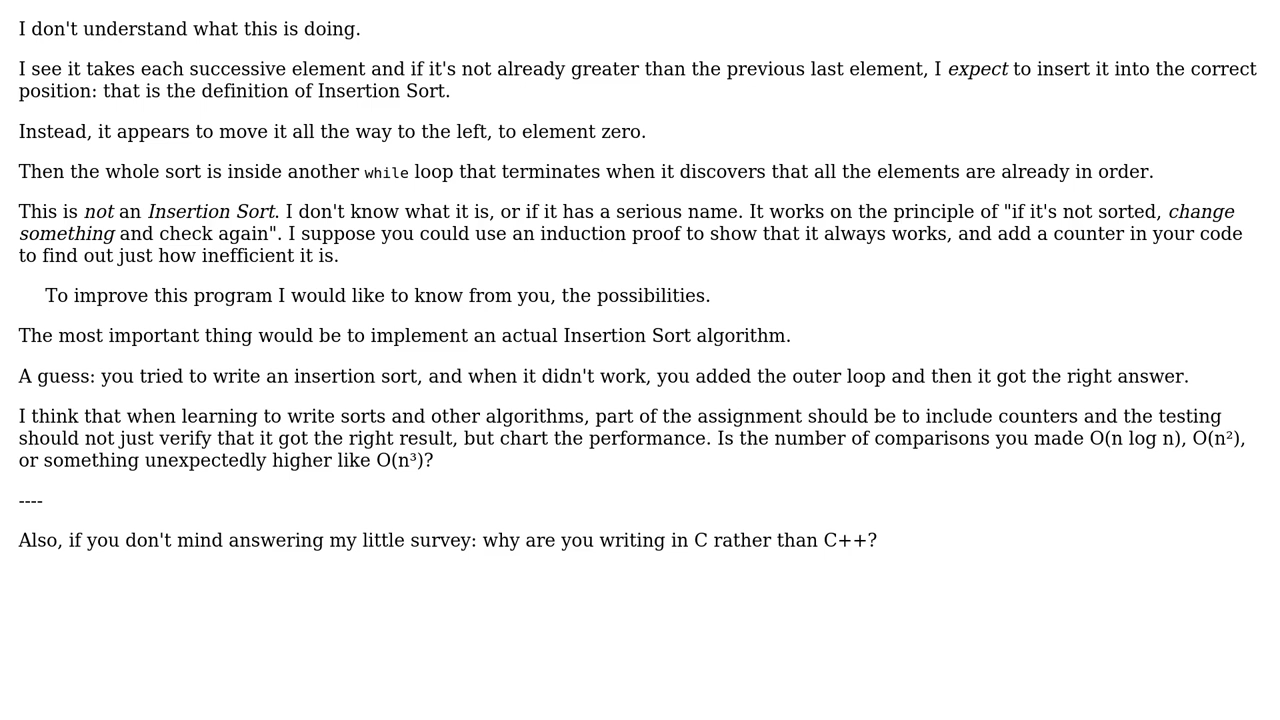 I don't understand what this is doing.
I see it takes each successive element and if it's not already greater than the previous last element, I expect to insert it into the correct
position: that is the definition of Insertion Sort.
Instead, it appears to move it all the way to the left, to element zero.
Then the whole sort is inside another while loop that terminates when it discovers that all the elements are already in order.
This is not an Insertion Sort. I don't know what it is, or if it has a serious name. It works on the principle of "if it's not sorted, change
something and check again". I suppose you could use an induction proof to show that it always works, and add a counter in your code
to find out just how inefficient it is.
To improve this program I would like to know from you, the possibilities.
The most important thing would be to implement an actual Insertion Sort algorithm.
A guess: you tried to write an insertion sort, and when it didn't work, you added the outer loop and then it got the right answer.
I think that when learning to write sorts and other algorithms, part of the assignment should be to include counters and the testing
should not just verify that it got the right result, but chart the performance. Is the number of comparisons you made O(n log n), O(n²),
or something unexpectedly higher like O(n³)?
----
Also, if you don't mind answering my little survey: why are you writing in C rather than C++?